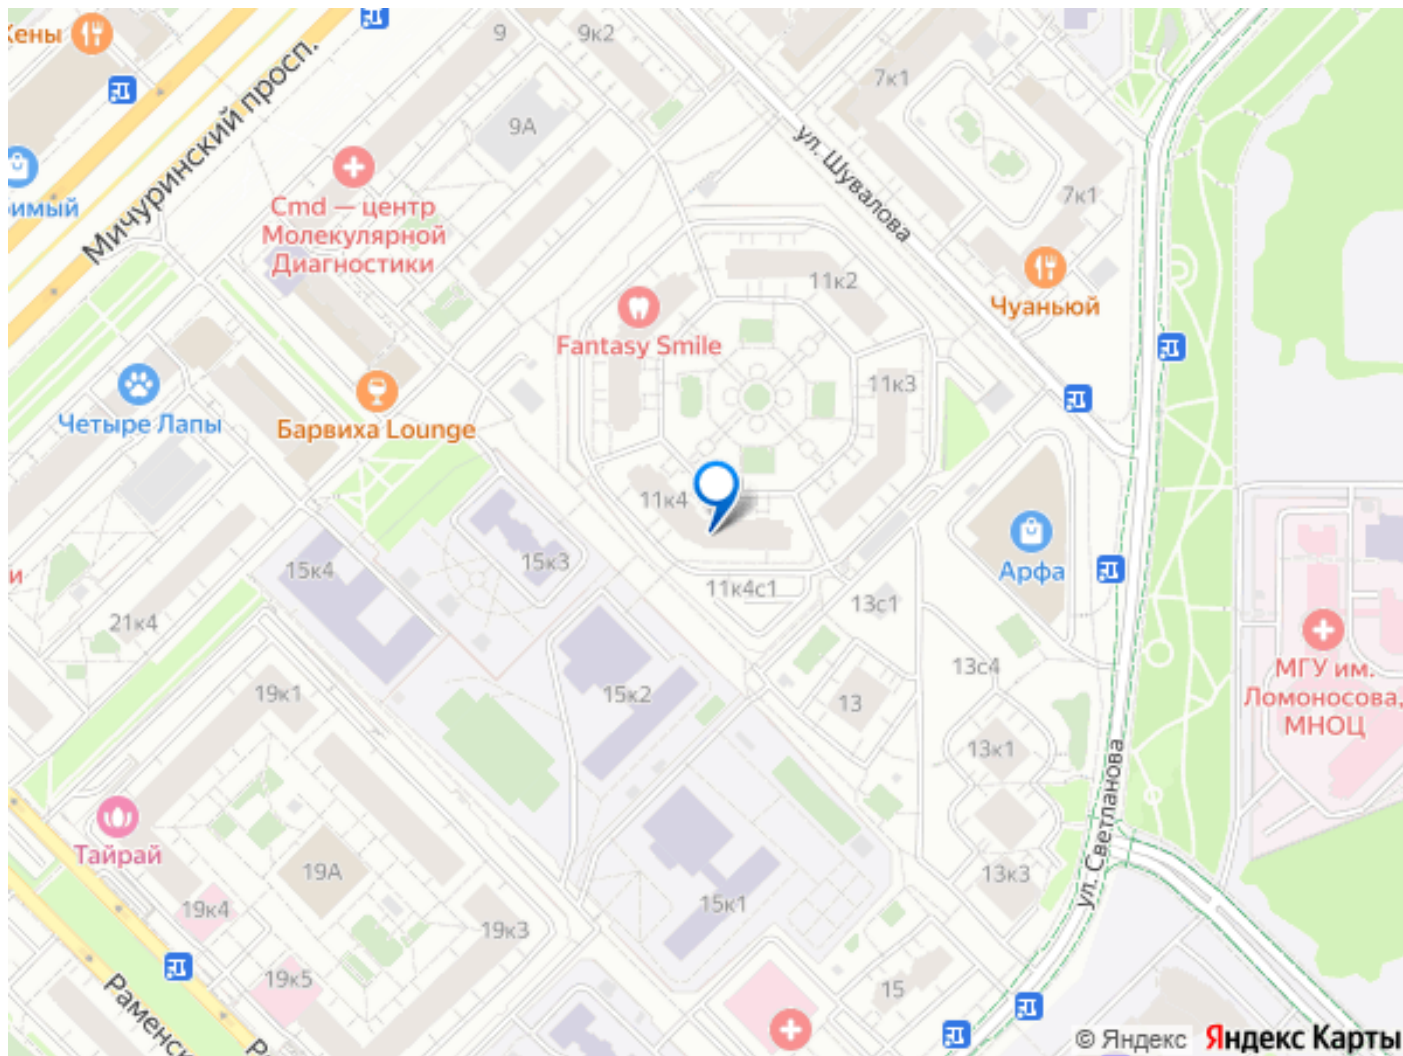 Мичуринский просп.
9
9к2
9А
7к1
ул. Шувалова
7к1
Cmd — центр
Молекулярной
Диагностики
11к2
Чуаньюй
Fantasy Smile
11к3
Четыре Лапы
Барвиха Lounge
11к4
15к3
15к4
Арфа
11к4с1
13с1
21к4
13с4
МГУ им.
Ломоносова,
МНОЦ
19к1
15к2
13
13к1
ул. Светланова
Тайрай
19А
13к3
19к4
15к1
19к3
19к5
15
Раменск
© Яндекс Яндекс Карты